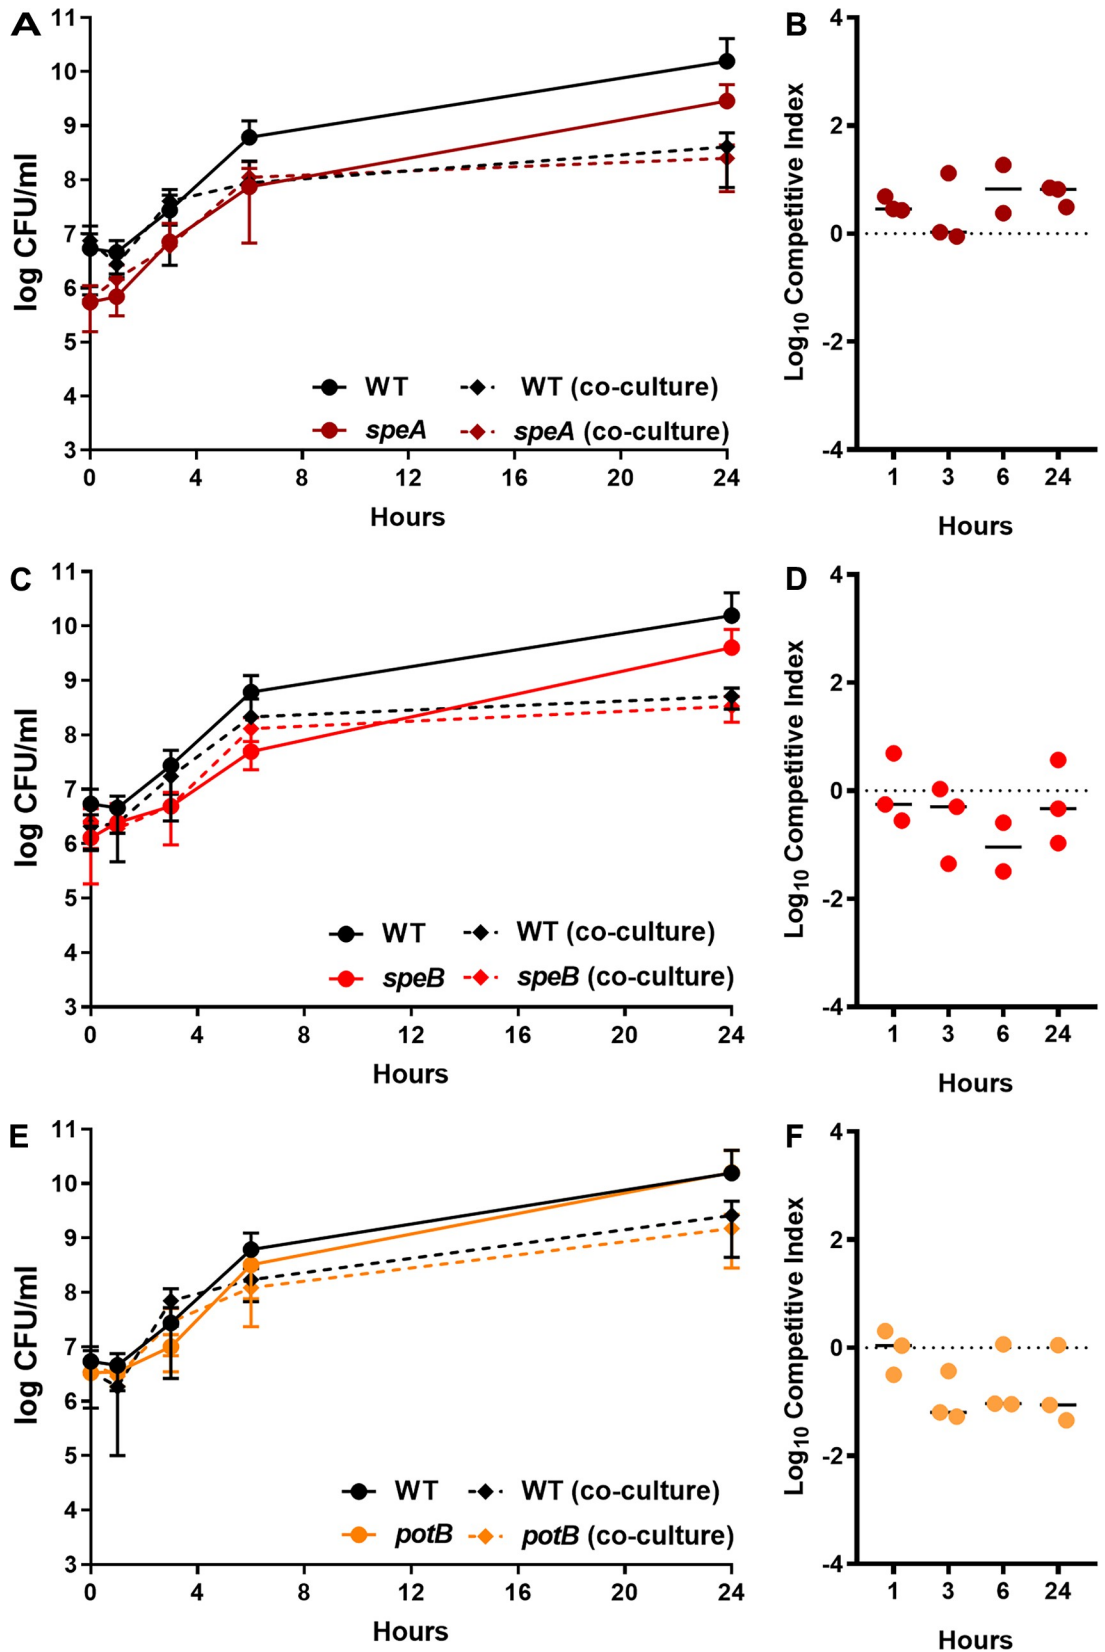 A
11
10
9
8
7
6
5
4
3
log CFU/ml
0 4 8 12 16 20 24
Hours
WT WT (co-culture)
speA speA (co-culture)
B
4
2
0
-2
-4
Log10 Competitive Index
1 3 6 24
Hours
C
11
10
9
8
7
6
5
4
3
log CFU/ml
0 4 8 12 16 20 24
Hours
WT WT (co-culture)
speB speB (co-culture)
D
4
2
0
-2
-4
Log10 Competitive Index
1 3 6 24
Hours
E
11
10
9
8
7
6
5
4
3
log CFU/ml
0 4 8 12 16 20 24
Hours
WT WT (co-culture)
potB potB (co-culture)
F
4
2
0
-2
-4
Log10 Competitive Index
1 3 6 24
Hours